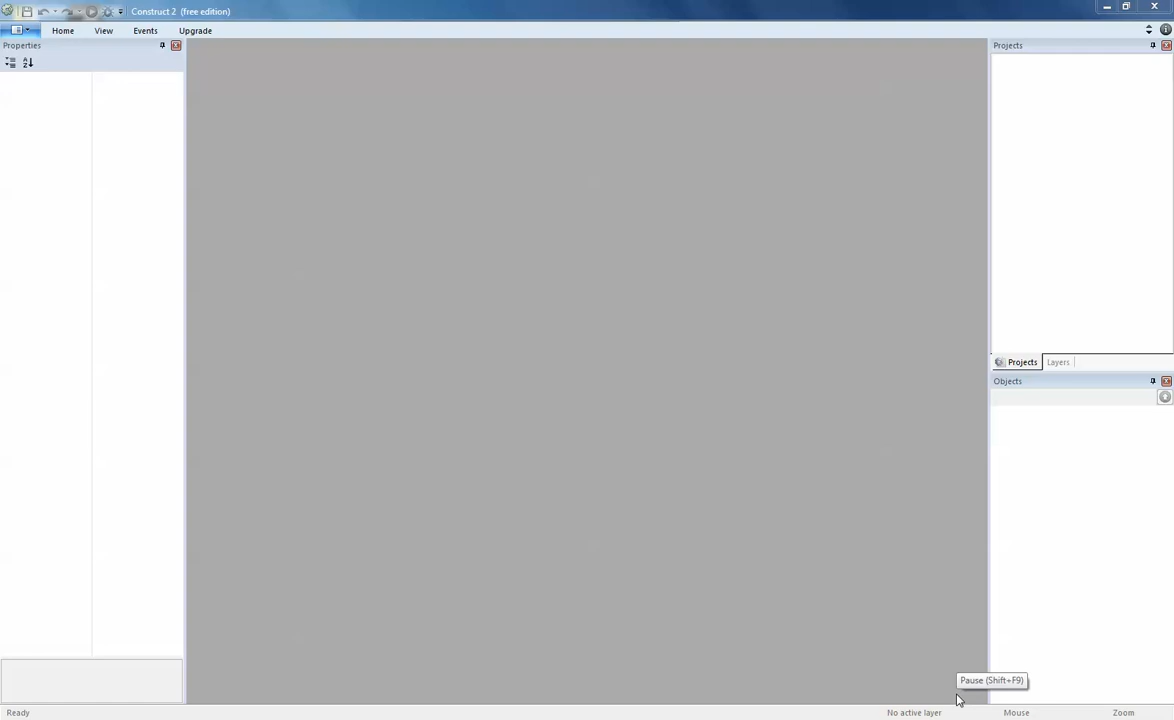 Construct 2 (free edition)
Home View Events Upgrade
Properties
Projects
Projects Layers
Objects
Pause (Shift+F9)
Ready No active layer Mouse Zoom